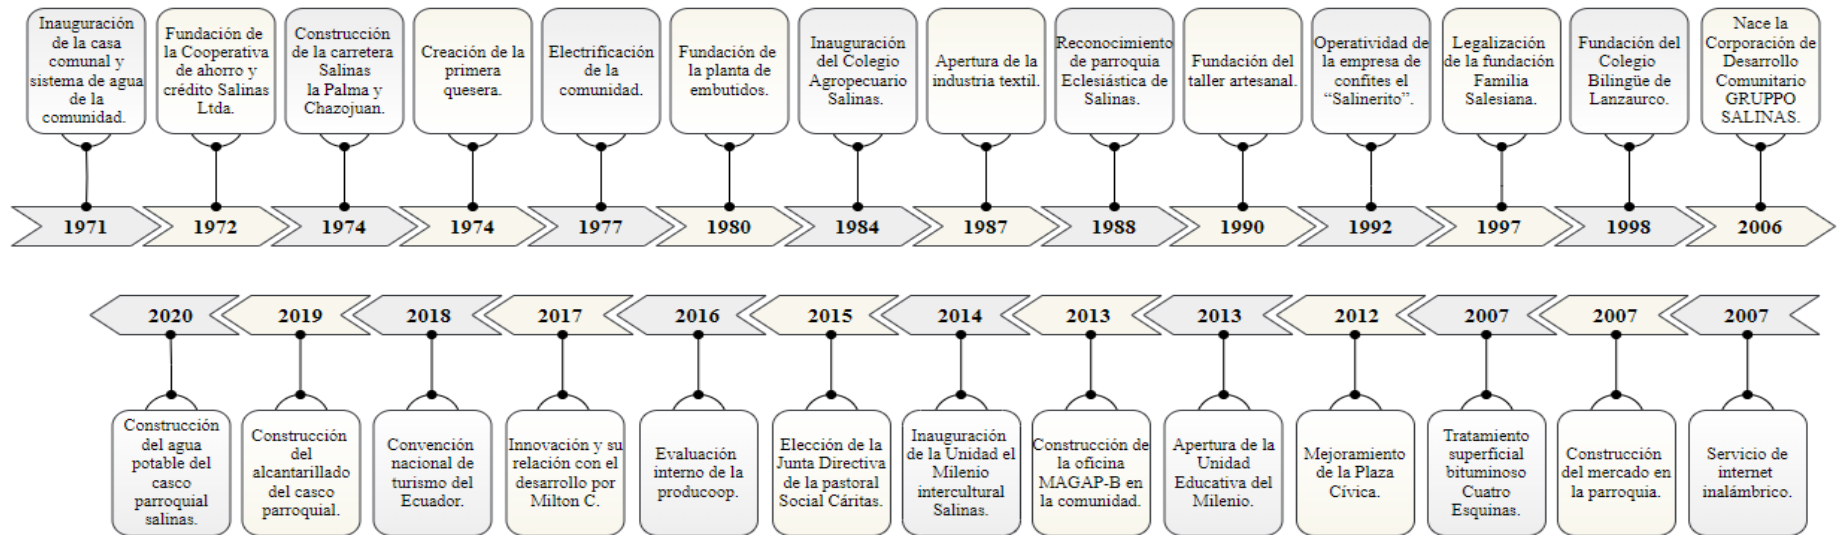 Inauguración
de la casa
comunal y
sistema de agua
de la
comunidad.
1971
Fundación de
la Cooperativa
de ahorro y
crédito Salinas
Ltda.
1972
Construcción
de la carretera
Salinas
la Palma y
Chazojuan.
1974
Creación de la
primera
quesera.
1974
Electrificación
de la
comunidad.
1977
Fundación de
la planta de
embutidos.
1980
Inauguración
del Colegio
Agropecuario
Salinas.
1984
Apertura de la
industria textil.
1987
Reconocimiento
de parroquia
Eclesiástica de
Salinas.
1988
Fundación del
taller artesanal.
1990
Operatividad de
la empresa de
confites el
“Salinerito”.
1992
Legalización
de la fundación
Familia
Salesiana.
1997
Fundación del
Colegio
Bilingüe de
Lanzaurco.
1998
Nace la
Corporación de
Desarrollo
Comunitario
GRUPPO
SALINAS.
2006
2020
Construcción
del agua
potable del
casco
parroquial
salinas.
2019
Construcción
del
alcantarillado
del casco
parroquial.
2018
Convención
nacional de
turismo del
Ecuador.
2017
Innovación y su
relación con el
desarrollo por
Milton C.
2016
Evaluación
interno de la
producoop.
2015
Elección de la
Junta Directiva
de la pastoral
Social Cáritas.
2014
Inauguración
de la Unidad el
Milenio
intercultural
Salinas.
2013
Construcción de
la oficina
MAGAP-B en
la comunidad.
2013
Apertura de la
Unidad
Educativa del
Milenio.
2012
Mejoramiento
de la Plaza
Cívica.
2007
Tratamiento
superficial
bituminoso
Cuatro
Esquinas.
2007
Construcción
del mercado en
la parroquia.
2007
Servicio de
internet
inalámbrico.